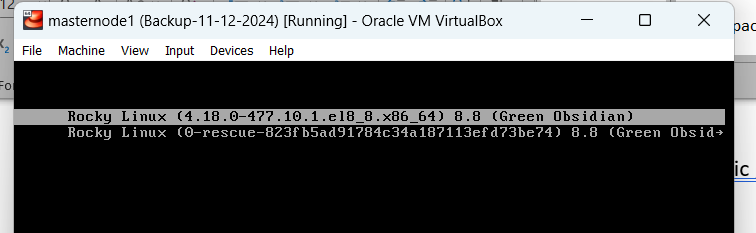 masternode1 (Backup-11-12-2024) [Running] - Oracle VM VirtualBox
File Machine View Input Devices Help
Rocky Linux (4.18.0-477.10.1.el8_8.x86_64) 8.8 (Green Obsidian)
Rocky Linux (0-rescue-823fb5ad91784c34a187113efd73be74) 8.8 (Green Obsid→